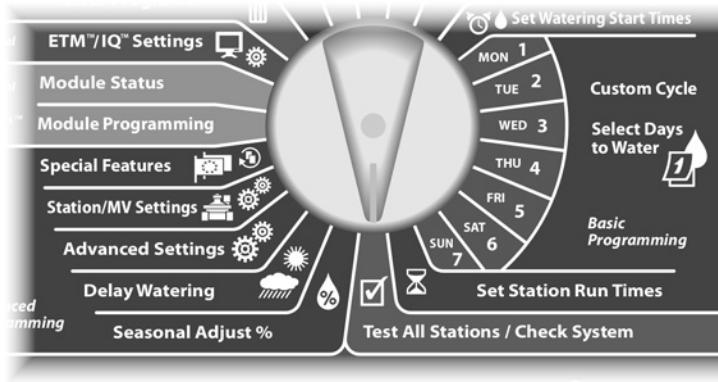 ETM™/IQ™ Settings
Module Status
Module Programming
Special Features
Station/MV Settings
Advanced Settings
Delay Watering
Seasonal Adjust %
%
Set Watering Start Times
MON 1
TUE 2
WED 3
THU 4
FRI 5
SAT 6
SUN 7
Custom Cycle
Select Days
to Water
1
Basic
Programming
Set Station Run Times
Test All Stations / Check System